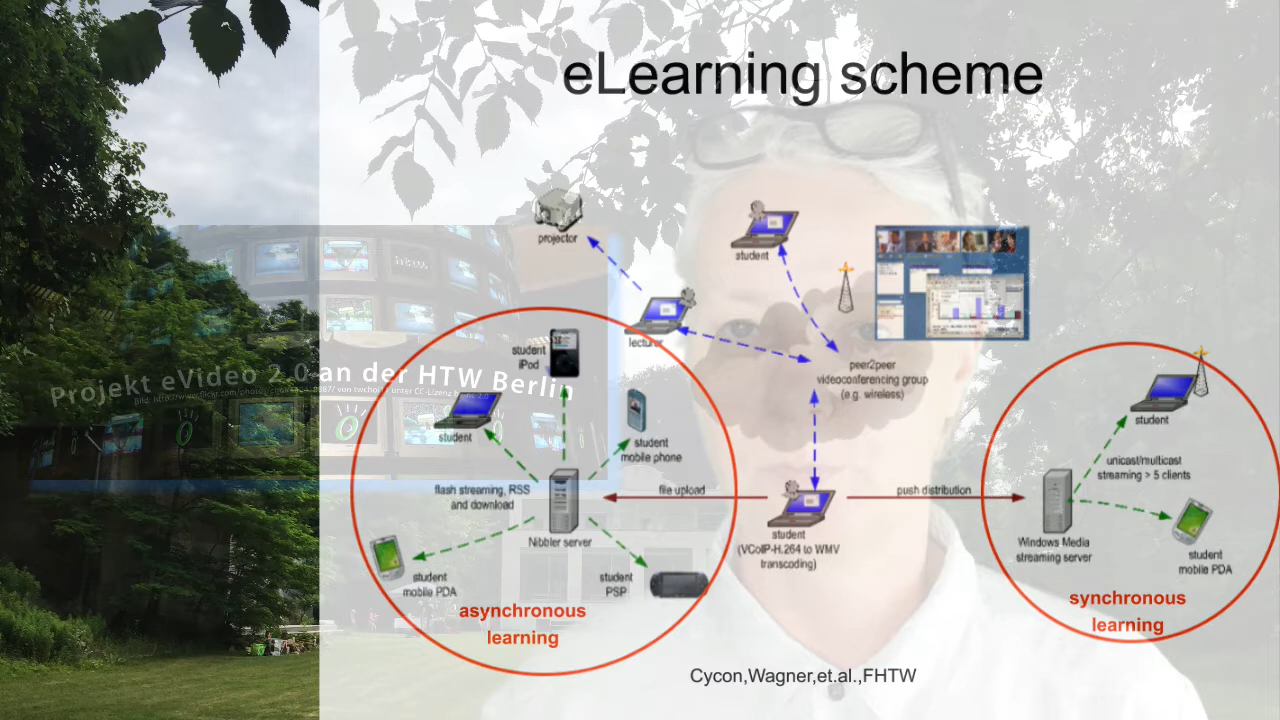 eLearning scheme
projector
student
lecturer
peer2peer
videoconferencing group
(e.g. wireless)
student
iPod
Projekt eVideo 2.0 an der HTW Berlin
student
student
mobile phone
student
unicast/multicast
streaming > 5 clients
flash streaming, RSS
and download
file upload
push distribution
Nibbler server
student
(VCoIP-H.264 to WMV
transcoding)
Windows Media
streaming server
student
mobile PDA
student
PSP
student
mobile PDA
asynchronous
learning
synchronous
learning
Cycon,Wagner,et.al.,FHTW